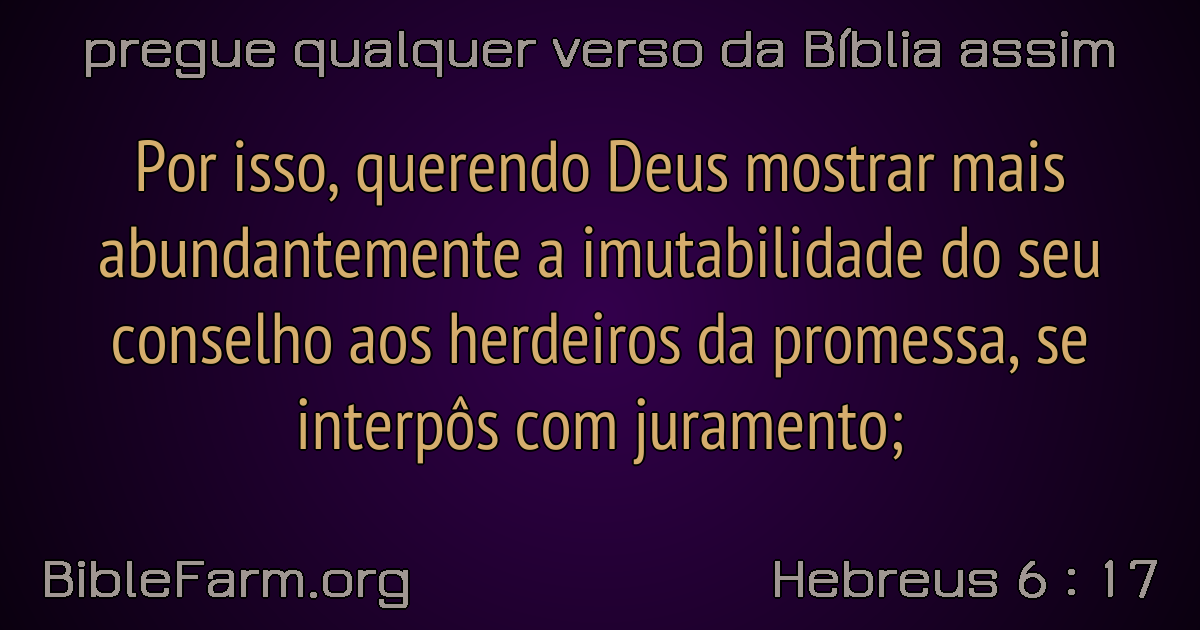 pregue qualquer verso da Bíblia assim
Por isso, querendo Deus mostrar mais
abundantemente a imutabilidade do seu
conselho aos herdeiros da promessa, se
interpôs com juramento;
BibleFarm.org
Hebreus 6 : 17